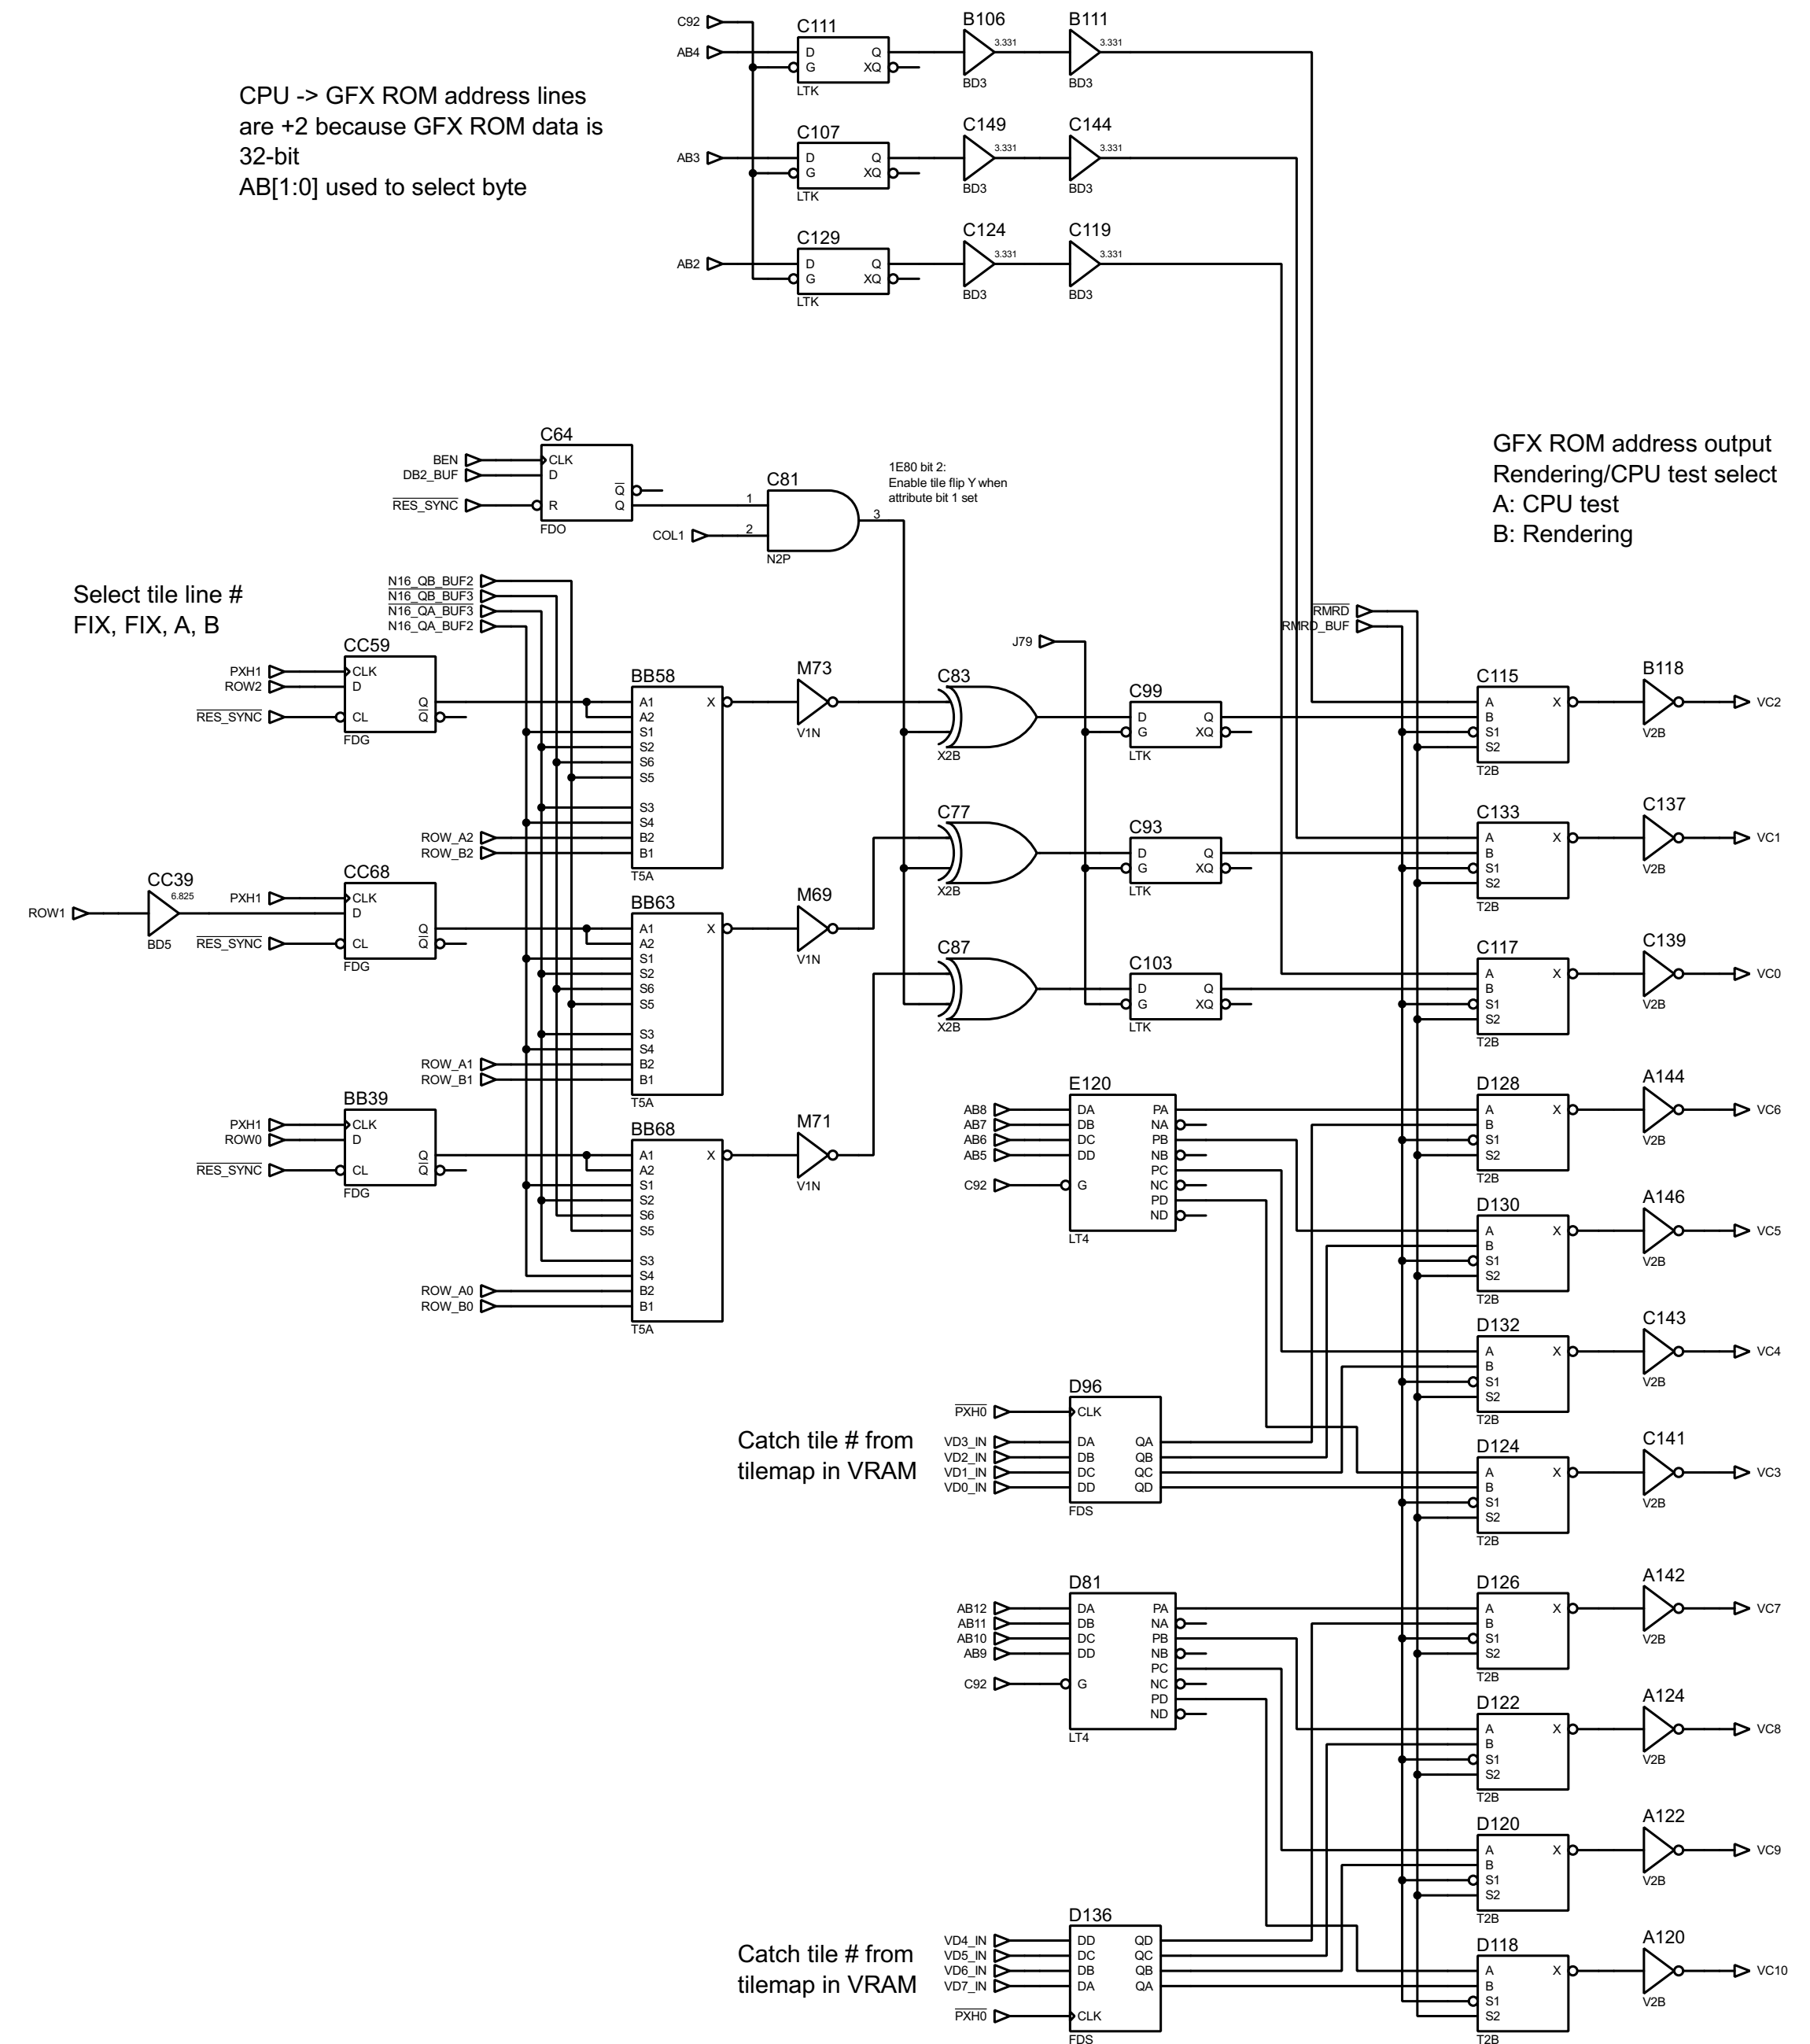 C92
C111
B106
B111
AB4
D
Q
G
XQ
LTK
3.331
BD3
3.331
BD3
CPU -> GFX ROM address lines
are +2 because GFX ROM data is
32-bit
AB[1:0] used to select byte
C107
C149
C144
AB3
D
Q
G
XQ
LTK
3.331
BD3
3.331
BD3
C129
C124
C119
AB2
D
Q
G
XQ
LTK
3.331
BD3
3.331
BD3
GFX ROM address output
Rendering/CPU test select
A: CPU test
B: Rendering
C64
BEN
DB2_BUF
RES_SYNC
CLK
D
R
Q
Q
FDO
C81
1
2
3
COL1
N2P
1E80 bit 2:
Enable tile flip Y when
attribute bit 1 set
Select tile line #
FIX, FIX, A, B
N16_QB_BUF2
N16_QB_BUF3
N16_QA_BUF3
N16_QA_BUF2
RMRD
RMRD_BUF
J79
CC59
PXH1
ROW2
RES_SYNC
CLK
D
CL
Q
Q
FDG
BB58
A1
A2
S1
S2
S6
S5
S3
S4
B2
B1
X
T5A
ROW_A2
ROW_B2
M73
V1N
C83
X2B
C99
D
Q
G
XQ
LTK
C115
A
B
S1
S2
X
T2B
B118
V2B
VC2
CC39
6.825
ROW1
BD5
CC68
PXH1
RES_SYNC
CLK
D
CL
Q
Q
FDG
BB63
A1
A2
S1
S2
S6
S5
S3
S4
B2
B1
X
T5A
ROW_A1
ROW_B1
M69
V1N
C77
X2B
C93
D
Q
G
XQ
LTK
C133
A
B
S1
S2
X
T2B
C137
V2B
VC1
BB39
PXH1
ROW0
RES_SYNC
CLK
D
CL
Q
Q
FDG
BB68
A1
A2
S1
S2
S6
S5
S3
S4
B2
B1
X
T5A
ROW_A0
ROW_B0
M71
V1N
C87
X2B
C103
D
Q
G
XQ
LTK
C117
A
B
S1
S2
X
T2B
C139
V2B
VC0
E120
AB8
AB7
AB6
AB5
C92
DA
DB
DC
DD
G
PA
NA
PB
NB
PC
NC
PD
ND
LT4
D128
A
B
S1
S2
X
T2B
A144
V2B
VC6
D130
A
B
S1
S2
X
T2B
A146
V2B
VC5
D132
A
B
S1
S2
X
T2B
C143
V2B
VC4
Catch tile # from
tilemap in VRAM
D96
PXH0
VD3_IN
VD2_IN
VD1_IN
VD0_IN
CLK
DA
DB
DC
DD
QA
QB
QC
QD
FDS
D124
A
B
S1
S2
X
T2B
C141
V2B
VC3
D81
AB12
AB11
AB10
AB9
C92
DA
DB
DC
DD
G
PA
NA
PB
NB
PC
NC
PD
ND
LT4
D126
A
B
S1
S2
X
T2B
A142
V2B
VC7
D122
A
B
S1
S2
X
T2B
A124
V2B
VC8
D120
A
B
S1
S2
X
T2B
A122
V2B
VC9
Catch tile # from
tilemap in VRAM
D136
VD4_IN
VD5_IN
VD6_IN
VD7_IN
PXH0
DD
DC
DB
DA
CLK
QD
QC
QB
QA
FDS
D118
A
B
S1
S2
X
T2B
A120
V2B
VC10